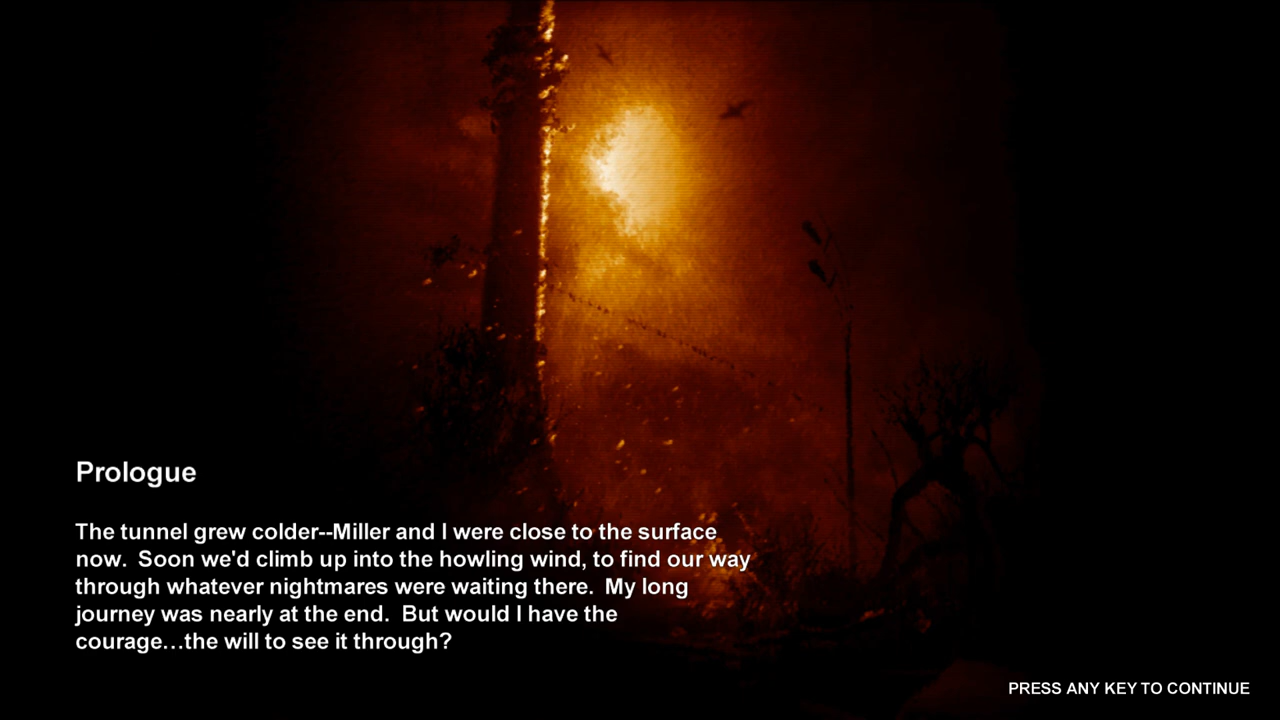 Prologue
The tunnel grew colder--Miller and I were close to the surface
now.  Soon we'd climb up into the howling wind, to find our way
through whatever nightmares were waiting there.  My long
journey was nearly at the end.  But would I have the
courage…the will to see it through?
PRESS ANY KEY TO CONTINUE